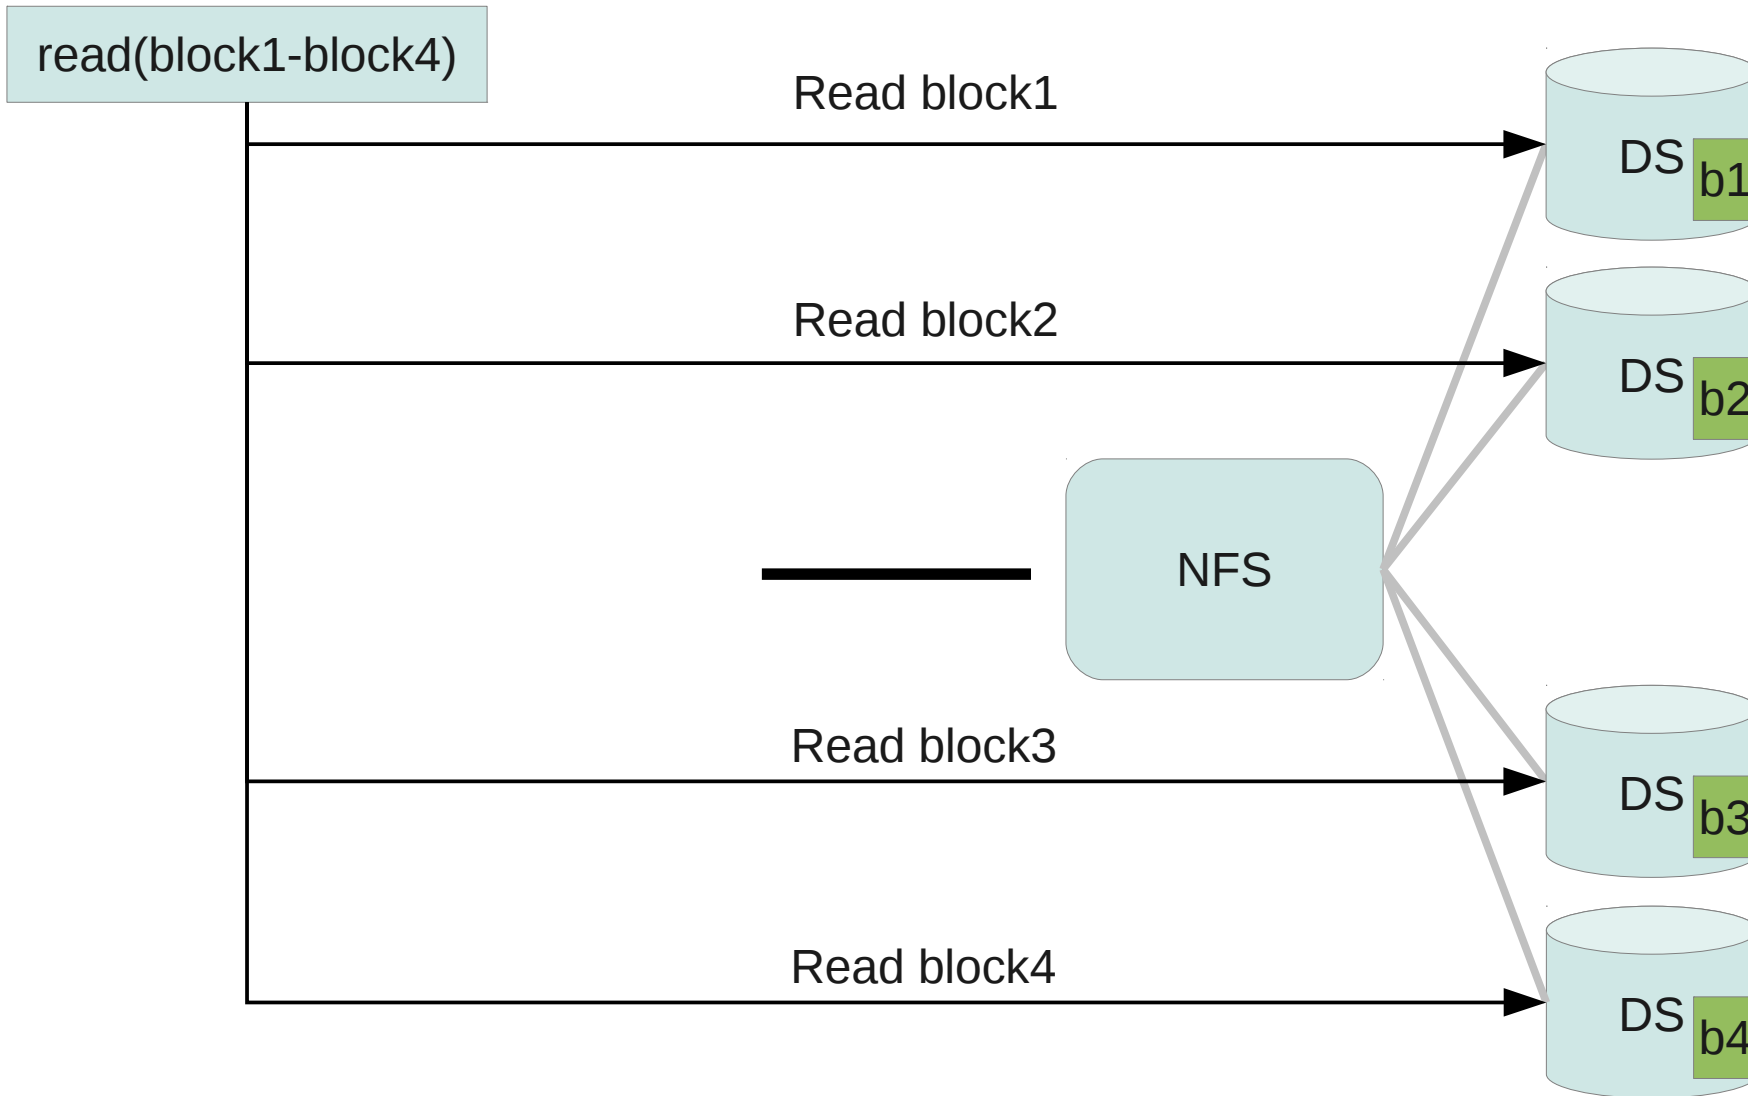 read(block1-block4)
Read block1
DS
b1
Read block2
DS
b2
NFS
Read block3
DS
b3
Read block4
DS
b4